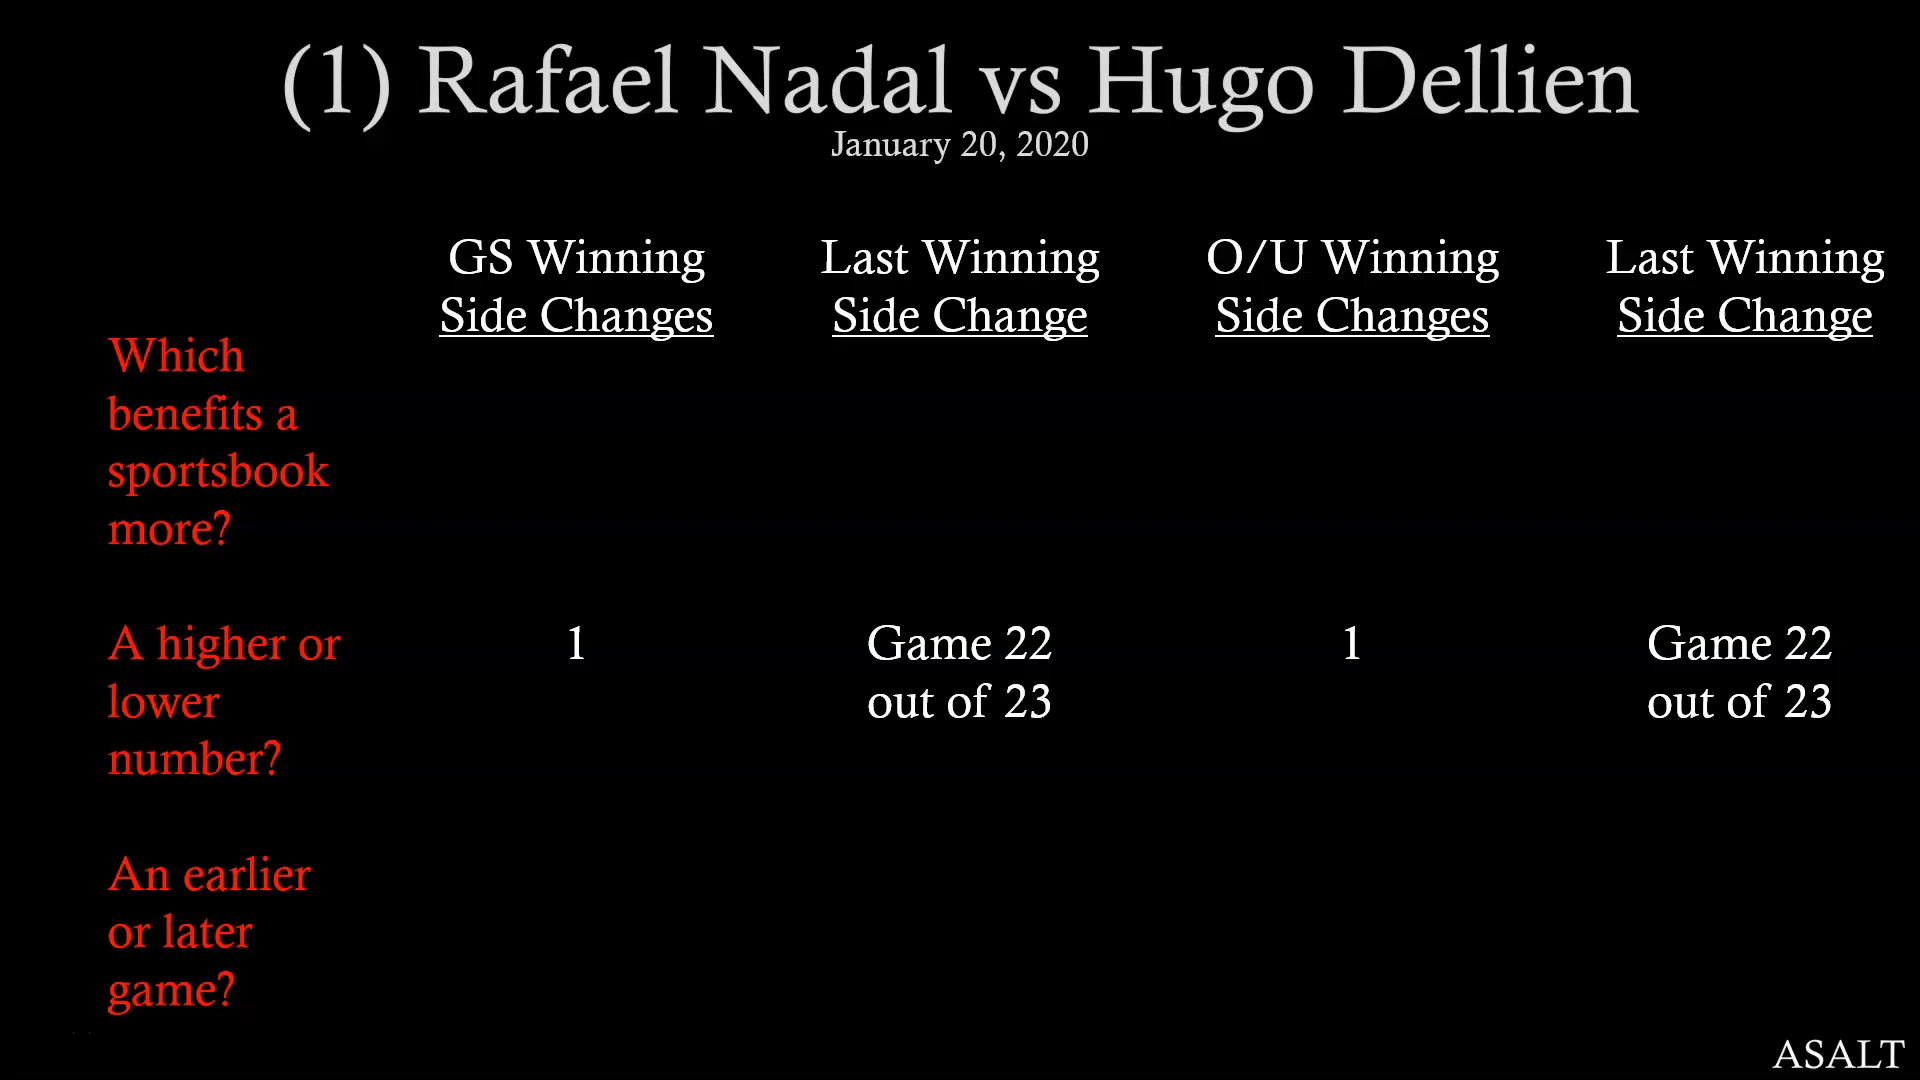 (1) Rafael Nadal vs Hugo Dellien
January 20, 2020
GS Winning
Side Changes
Last Winning
Side Change
O/U Winning
Side Changes
Last Winning
Side Change
Which
benefits a
sportsbook
more?
A higher or
lower
number?
1
Game 22
out of 23
1
Game 22
out of 23
An earlier
or later
game?
ASALT